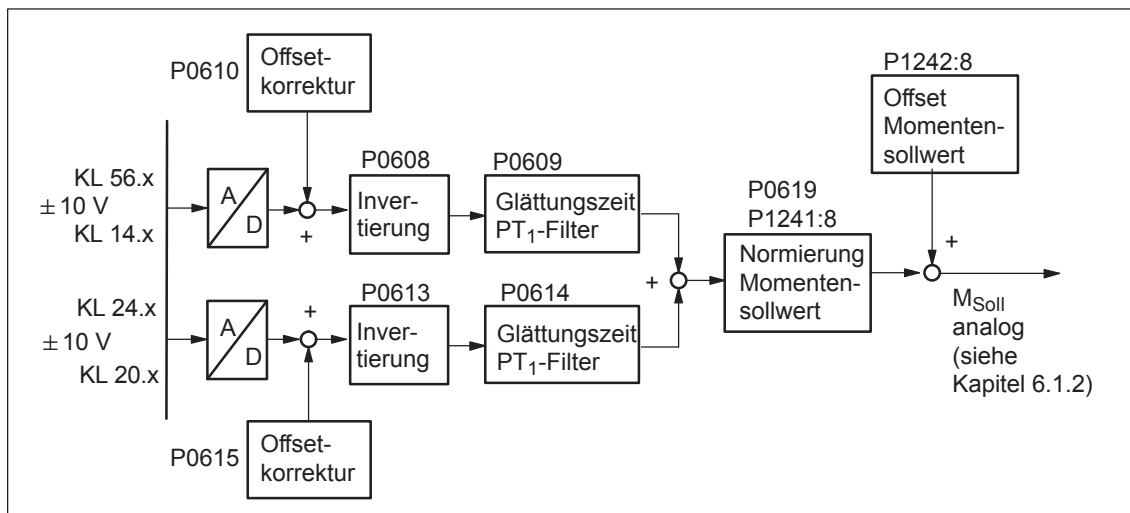 P0610
Offset-
korrektur
P1242:8
Offset
Momenten-
sollwert
KL 56.x
± 10 V
KL 14.x
A
D
+
P0608
Inver-
tierung
P0609
Glättungszeit
PT1-Filter
+
P0619
P1241:8
Normierung
Momenten-
sollwert
+
MSoll
analog
(siehe
Kapitel 6.1.2)
KL 24.x
± 10 V
KL 20.x
A
D
+
P0613
Inver-
tierung
P0614
Glättungszeit
PT1-Filter
P0615
Offset-
korrektur